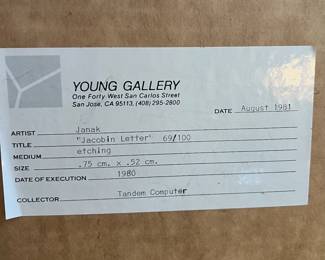 YOUNG GALLERY
One Forty-West San Carlos Street
San Jose, CA 95113, (408) 295-2800
DATE August 1981
ARTIST Janak
TITLE "Jacobin Letter' 69/100
MEDIUM etching
SIZE .75 cm. x .52 cm.
DATE OF EXECUTION 1980
COLLECTOR Tandem Computer